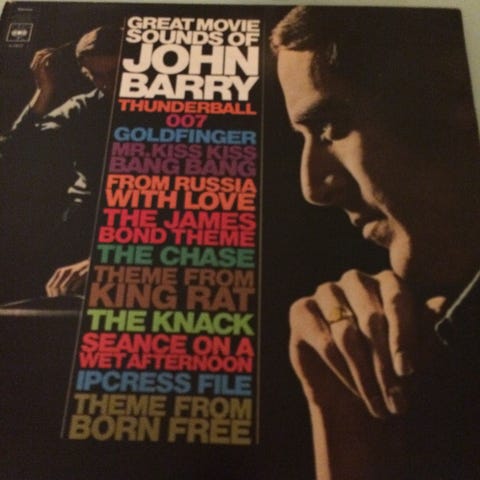 GREAT MOVIE
SOUNDS OF
JOHN
BARRY
THUNDERBALL
007
GOLDFINGER
MR. KISS KISS
BANG BANG
FROM RUSSIA
WITH LOVE
THE JAMES
BOND THEME
THE CHASE
THEME FROM
KING RAT
THE KNACK
SEANCE ON A
WET AFTERNOON
IPCRESS FILE
THEME FROM
BORN FREE